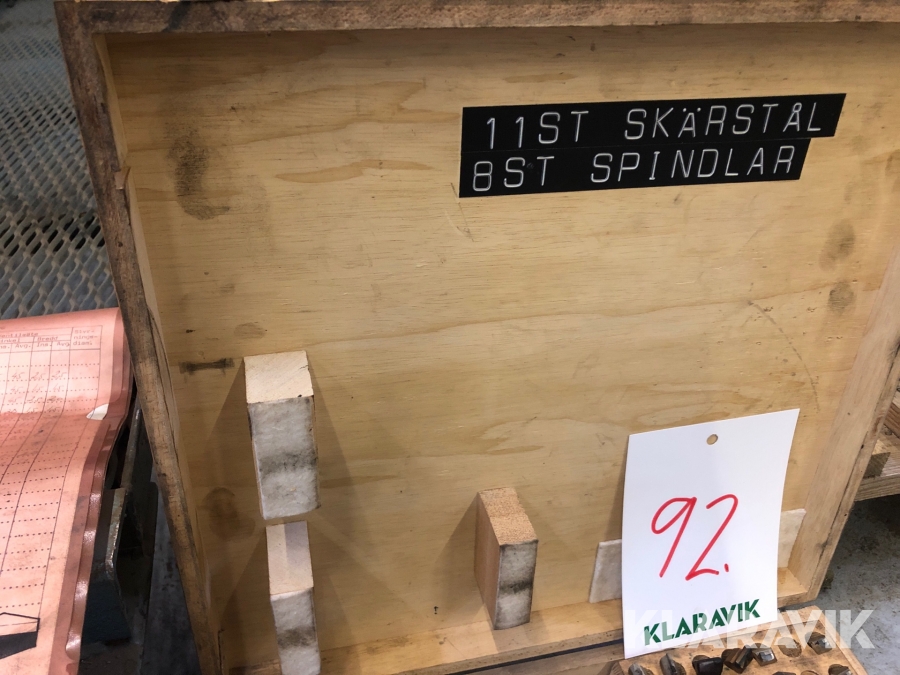 11ST SKÄRSTÅL
8ST SPINDLAR
92.
KLARAVIK
KLARAVIK